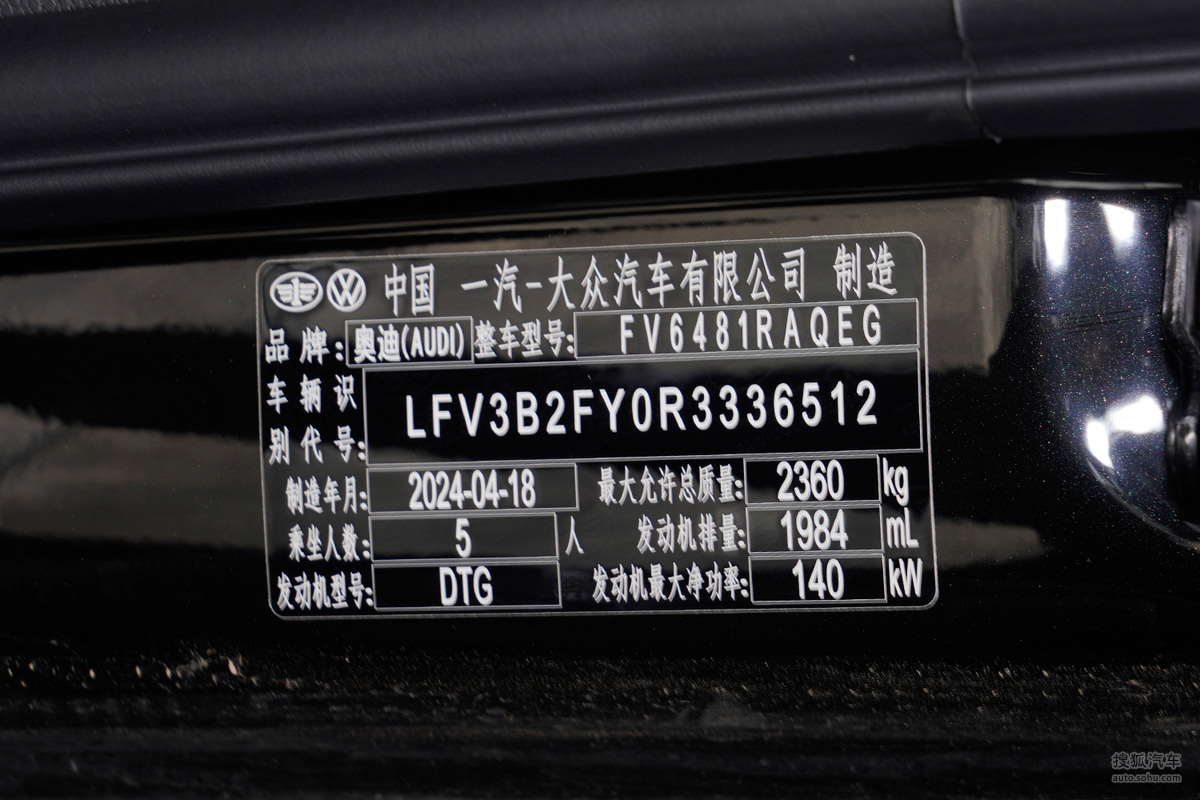 中国 一汽-大众汽车有限公司 制造
品牌: 奥迪(AUDI) 整车型号: FV6481RAQEG
车辆识别代号: LFV3B2FY0R3336512
制造年月: 2024-04-18 最大允许总质量: 2360 kg
乘坐人数: 5 人 发动机排量: 1984 mL
发动机型号: DTG 发动机最大净功率: 140 kW
搜狐汽车
auto.sohu.com